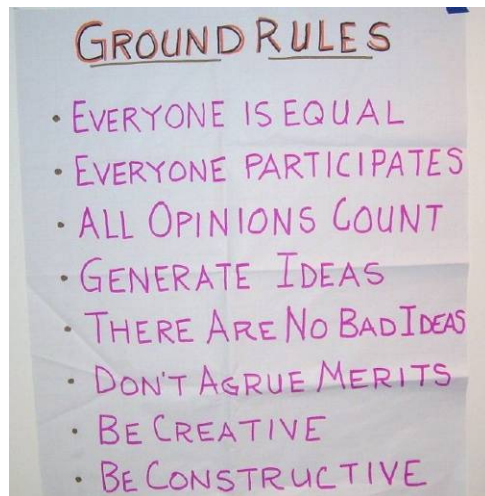 GROUND RULES
· EVERYONE IS EQUAL
· EVERYONE PARTICIPATES
· ALL OPINIONS COUNT
· GENERATE IDEAS
· THERE ARE NO BAD IDEAS
· DON'T AGRUE MERITS
· BE CREATIVE
· BE CONSTRUCTIVE